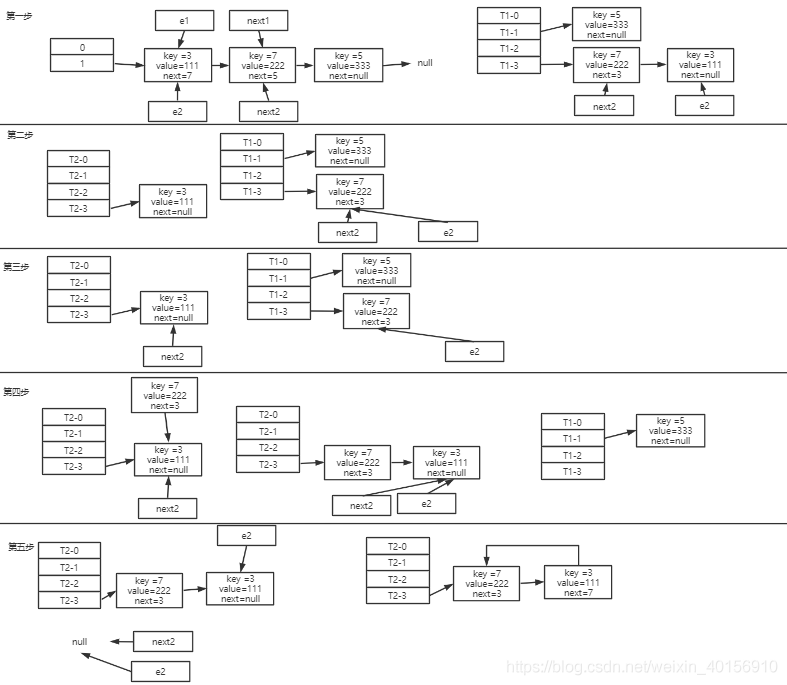 第一步
e1
next1
0
1
key =3
value=111
next=7
key =7
value=222
next=5
key =5
value=333
next=null
null
e2
next2
T1-0
T1-1
T1-2
T1-3
key =5
value=333
next=null
key =7
value=222
next=3
key =3
value=111
next=null
next2
e2
第二步
T2-0
T2-1
T2-2
T2-3
key =3
value=111
next=null
T1-0
T1-1
T1-2
T1-3
key =5
value=333
next=null
key =7
value=222
next=3
next2
e2
第三步
T2-0
T2-1
T2-2
T2-3
key =3
value=111
next=null
next2
T1-0
T1-1
T1-2
T1-3
key =5
value=333
next=null
key =7
value=222
next=3
e2
第四步
key =7
value=222
next=3
T2-0
T2-1
T2-2
T2-3
key =3
value=111
next=null
next2
T2-0
T2-1
T2-2
T2-3
key =7
value=222
next=3
key =3
value=111
next=null
next2
e2
T1-0
T1-1
T1-2
T1-3
key =5
value=333
next=null
第五步
e2
T2-0
T2-1
T2-2
T2-3
key =7
value=222
next=3
key =3
value=111
next=null
T2-0
T2-1
T2-2
T2-3
key =7
value=222
next=3
key =3
value=111
next=7
null
next2
e2
https://blog.csdn.net/weixin_40156910